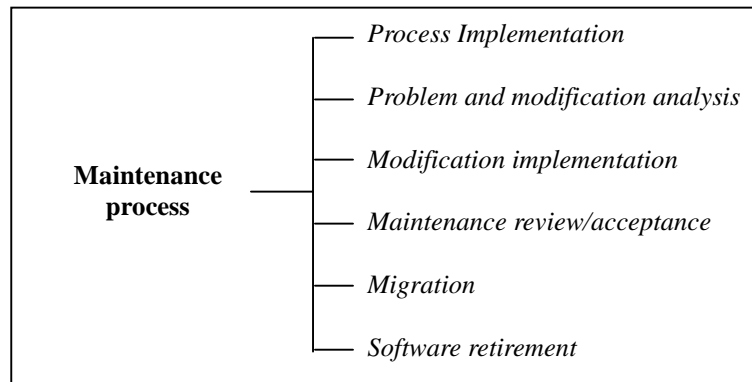 Process Implementation
Problem and modification analysis
Modification implementation
Maintenance
process
Maintenance review/acceptance
Migration
Software retirement